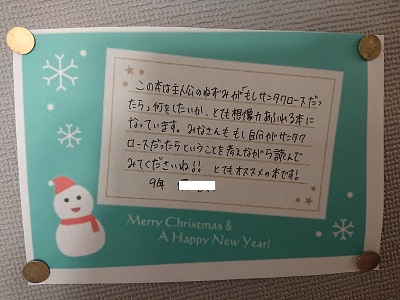 この本は主人公のねずみが「もしサンタクロースだっ
たら」何をしたいか、とても想像力あふれる本に
なっています。みなさんももし自分がサンタク
ロースだったらということを考えながら読んで
みてくださいね!! とてもオススメの本です!
9年
Merry Christmas &
A Happy New Year!